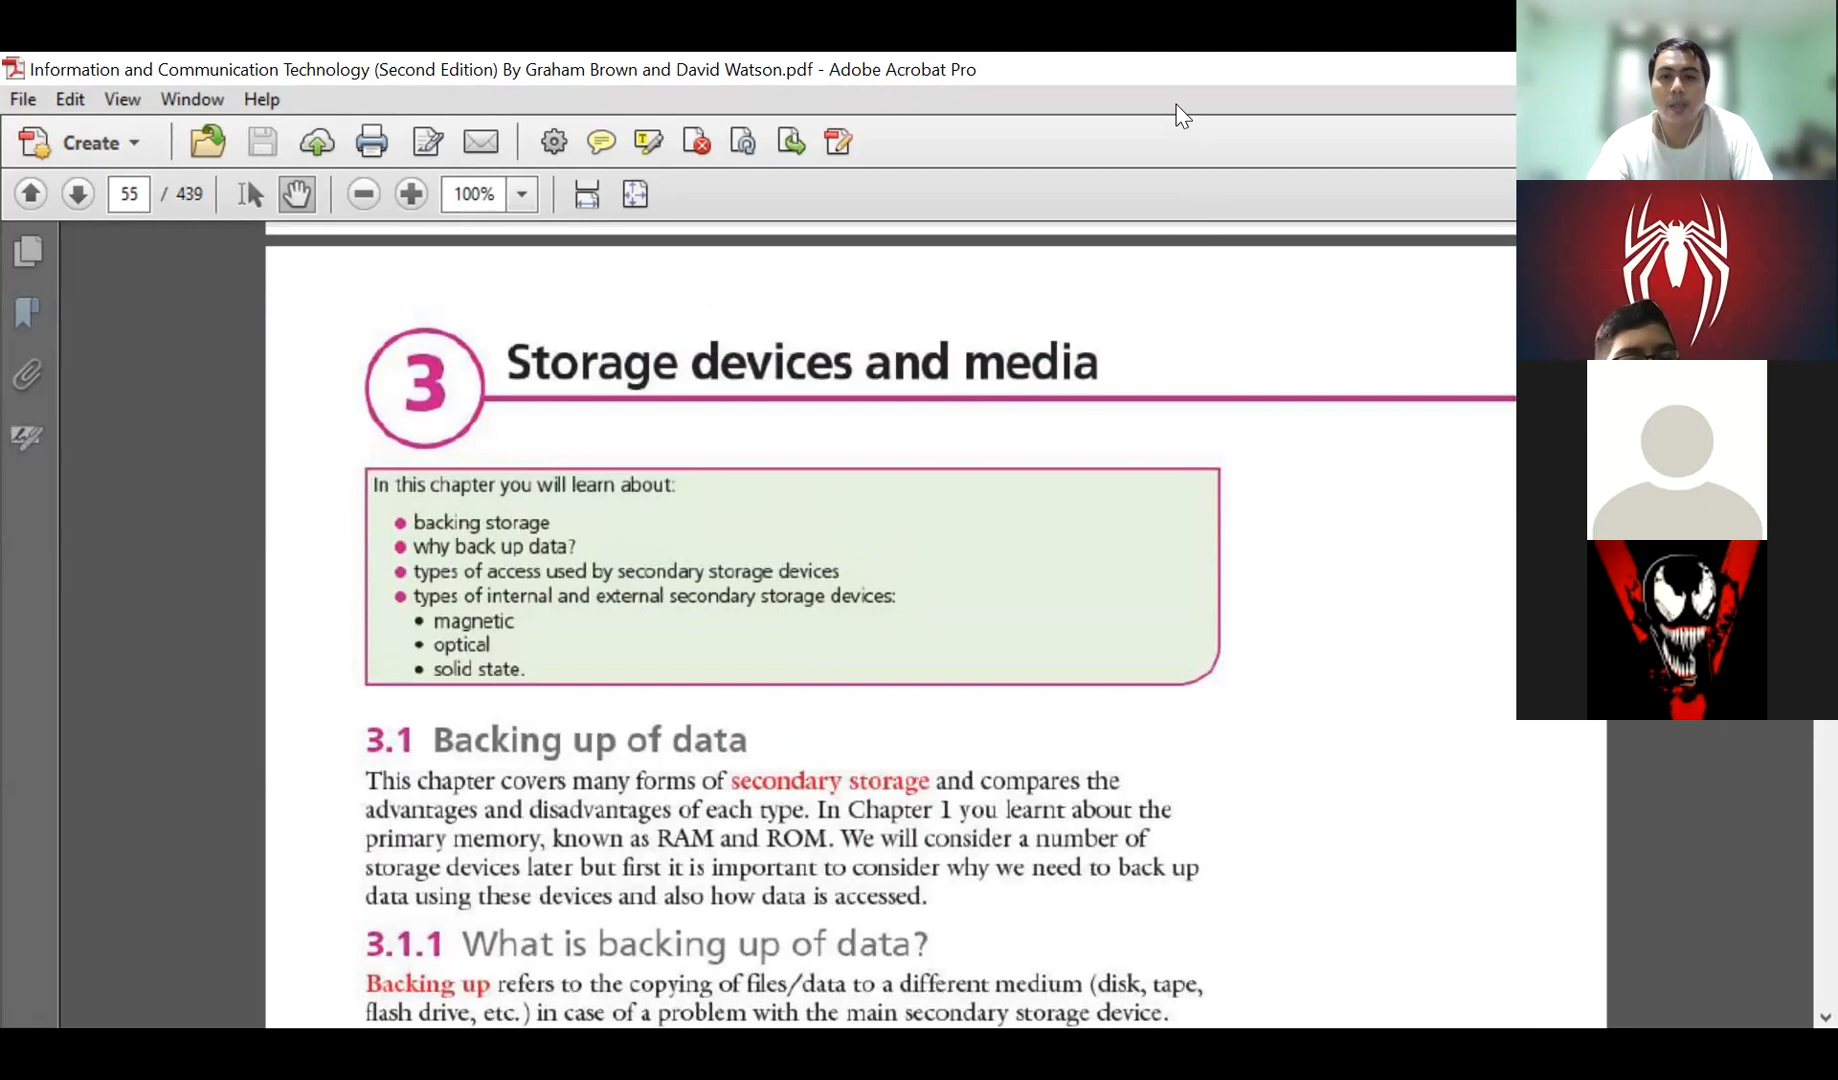 Information and Communication Technology (Second Edition) By Graham Brown and David Watson.pdf - Adobe Acrobat Pro
File Edit View Window Help
Create
55 / 439 100%
3 Storage devices and media
In this chapter you will learn about:
● backing storage
● why back up data?
● types of access used by secondary storage devices
● types of internal and external secondary storage devices:
• magnetic
• optical
• solid state.
3.1 Backing up of data
This chapter covers many forms of secondary storage and compares the
advantages and disadvantages of each type. In Chapter 1 you learnt about the
primary memory, known as RAM and ROM. We will consider a number of
storage devices later but first it is important to consider why we need to back up
data using these devices and also how data is accessed.
3.1.1 What is backing up of data?
Backing up refers to the copying of files/data to a different medium (disk, tape,
flash drive, etc.) in case of a problem with the main secondary storage device.